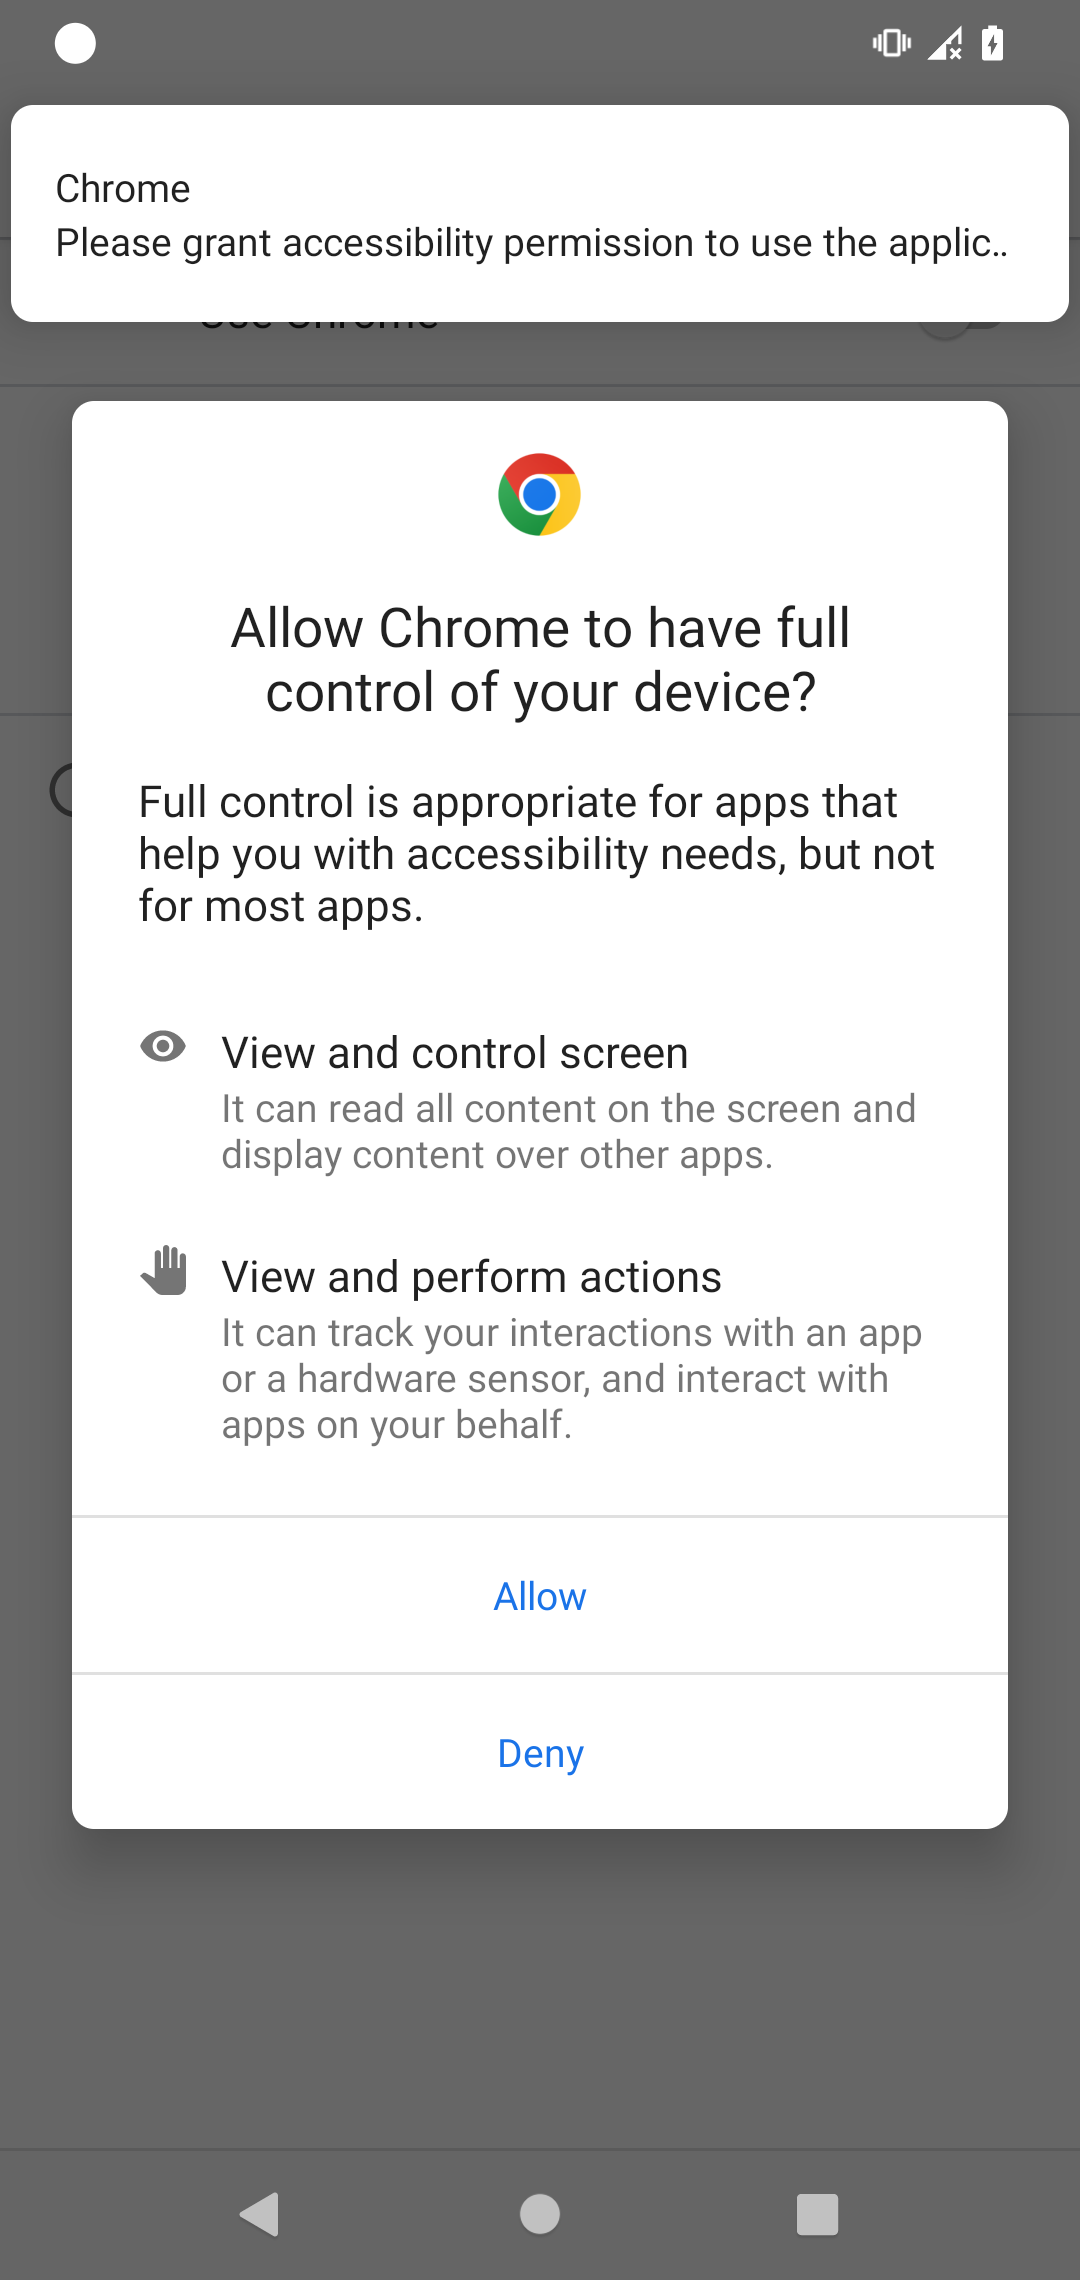 Chrome
Please grant accessibility permission to use the applic..
Use Chrome
Allow Chrome to have full
control of your device?
Full control is appropriate for apps that
help you with accessibility needs, but not
for most apps.
View and control screen
It can read all content on the screen and
display content over other apps.
View and perform actions
It can track your interactions with an app
or a hardware sensor, and interact with
apps on your behalf.
Allow
Deny